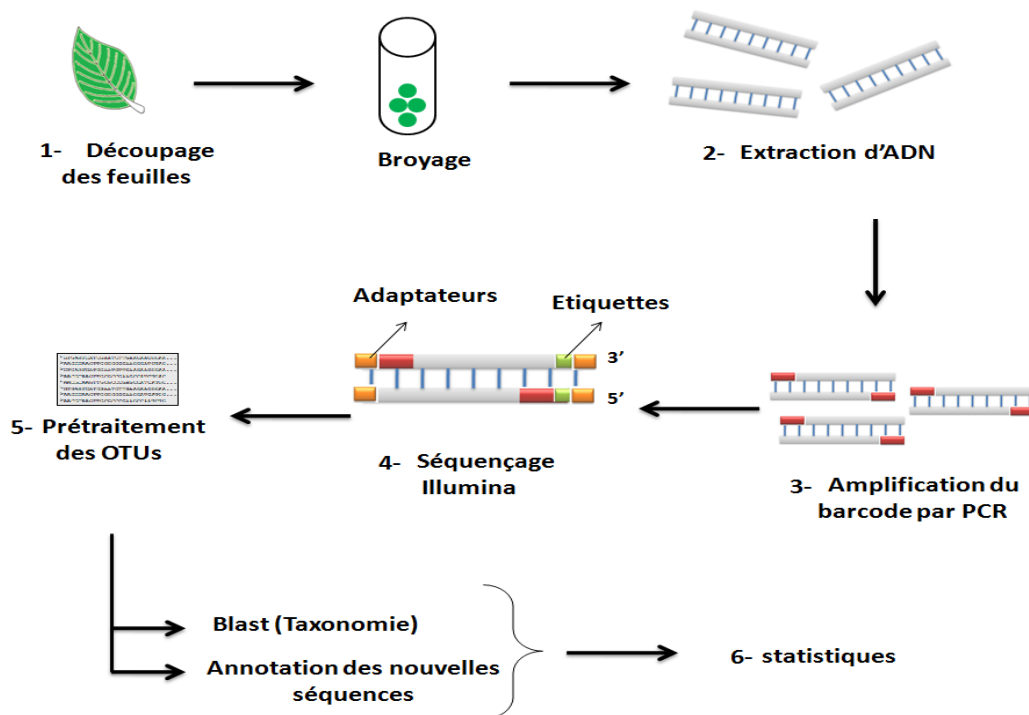 1- Découpage
des feuilles
Broyage
2- Extraction d’ADN
Adaptateurs
Etiquettes
3’
5’
5- Prétraitement
des OTUs
4- Séquençage
Illumina
3- Amplification du
barcode par PCR
Blast (Taxonomie)
Annotation des nouvelles
séquences
6- statistiques